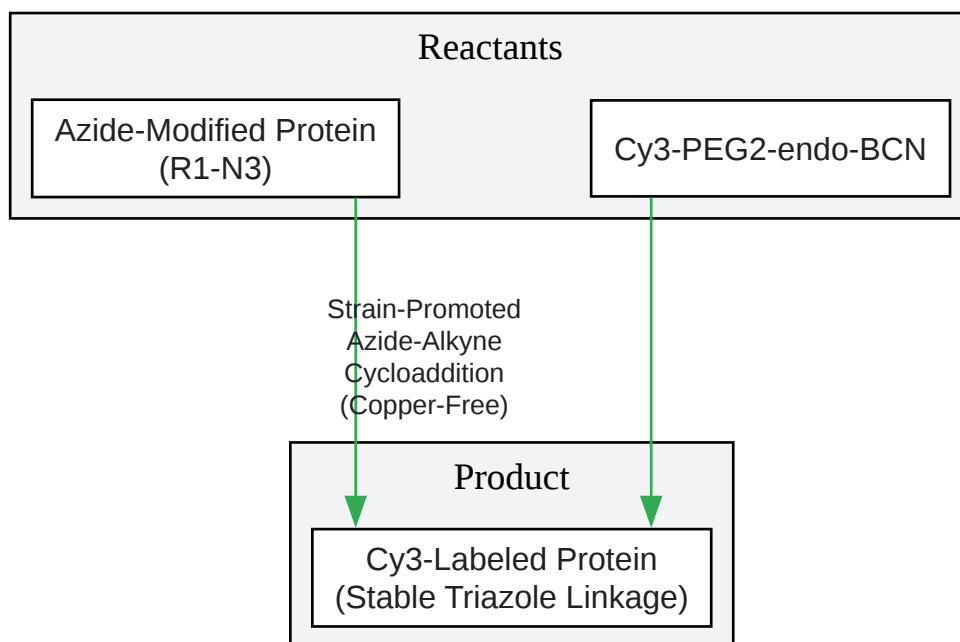 Reactants
Azide-Modified Protein
(R1-N3)
Cy3-PEG2-endo-BCN
Strain-Promoted
Azide-Alkyne
Cycloaddition
(Copper-Free)
Product
Cy3-Labeled Protein
(Stable Triazole Linkage)